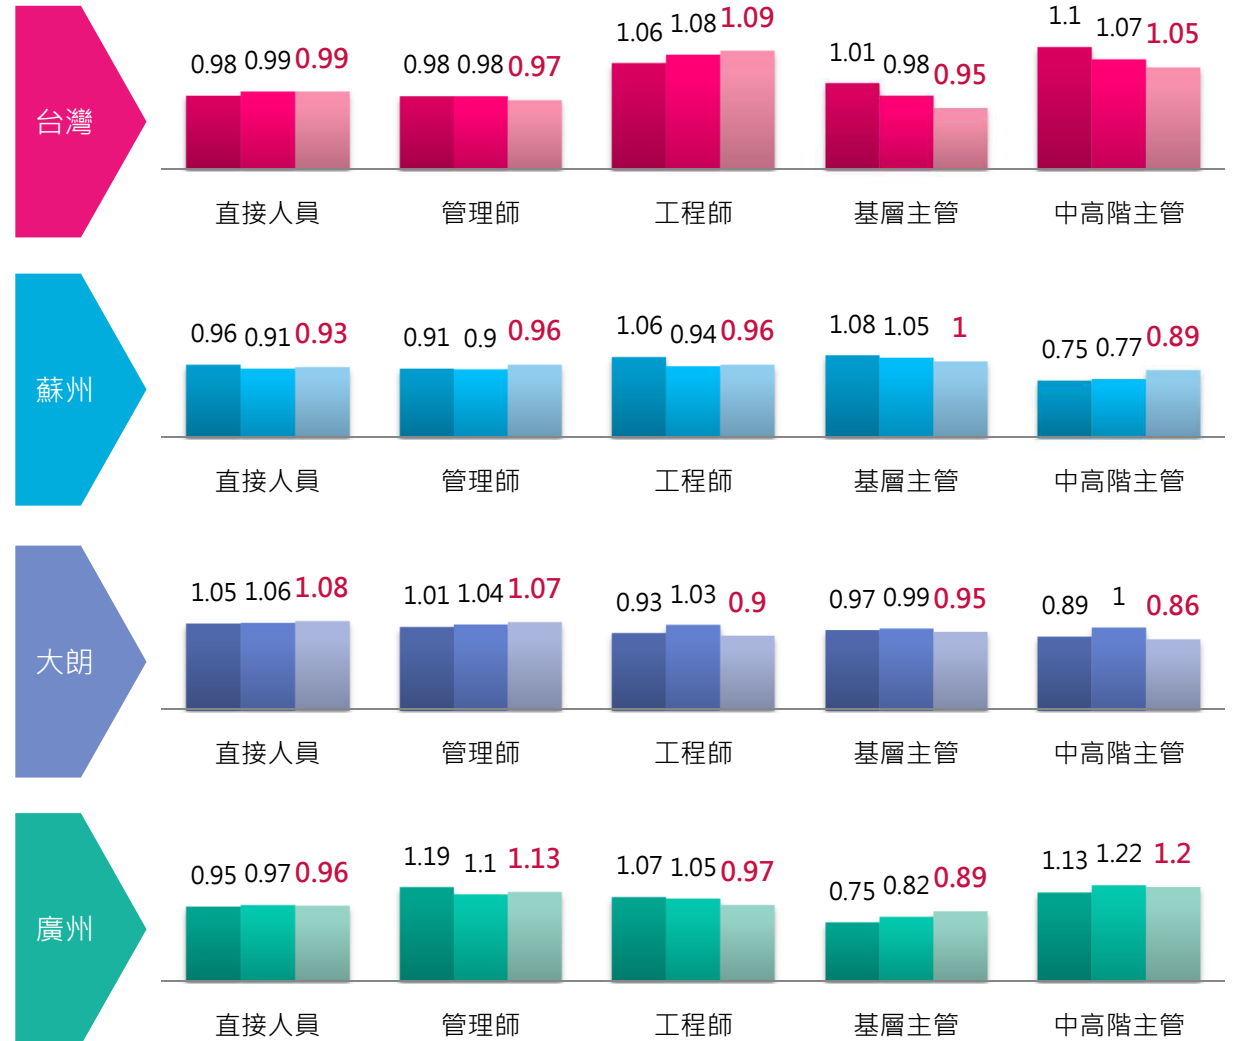 台灣
0.98 0.99 0.99
0.98 0.98 0.97
1.06 1.08 1.09
1.01 0.98 0.95
1.1 1.07 1.05
直接人員 管理師 工程師 基層主管 中高階主管
蘇州
0.96 0.91 0.93
0.91 0.9 0.96
1.06 0.94 0.96
1.08 1.05 1
0.75 0.77 0.89
直接人員 管理師 工程師 基層主管 中高階主管
大朗
1.05 1.06 1.08
1.01 1.04 1.07
0.93 1.03 0.9
0.97 0.99 0.95
0.89 1 0.86
直接人員 管理師 工程師 基層主管 中高階主管
廣州
0.95 0.97 0.96
1.19 1.1 1.13
1.07 1.05 0.97
0.75 0.82 0.89
1.13 1.22 1.2
直接人員 管理師 工程師 基層主管 中高階主管